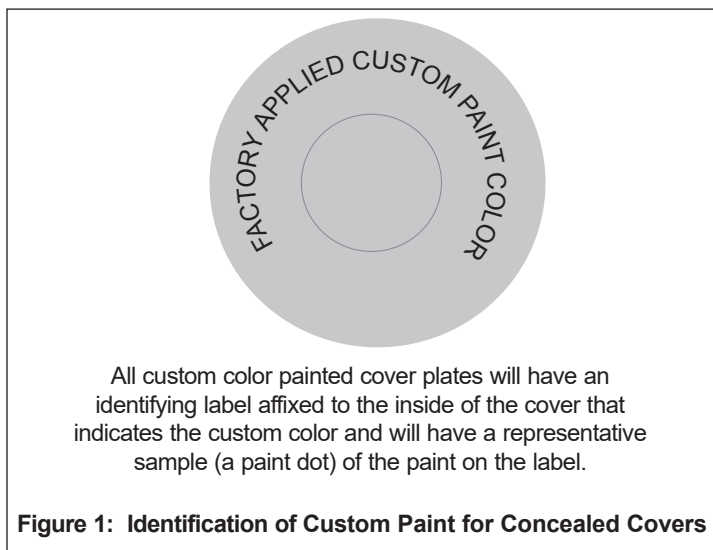 FACTORY APPLIED CUSTOM PAINT COLOR
All custom color painted cover plates will have an
identifying label affixed to the inside of the cover that
indicates the custom color and will have a representative
sample (a paint dot) of the paint on the label.
Figure 1: Identification of Custom Paint for Concealed Covers